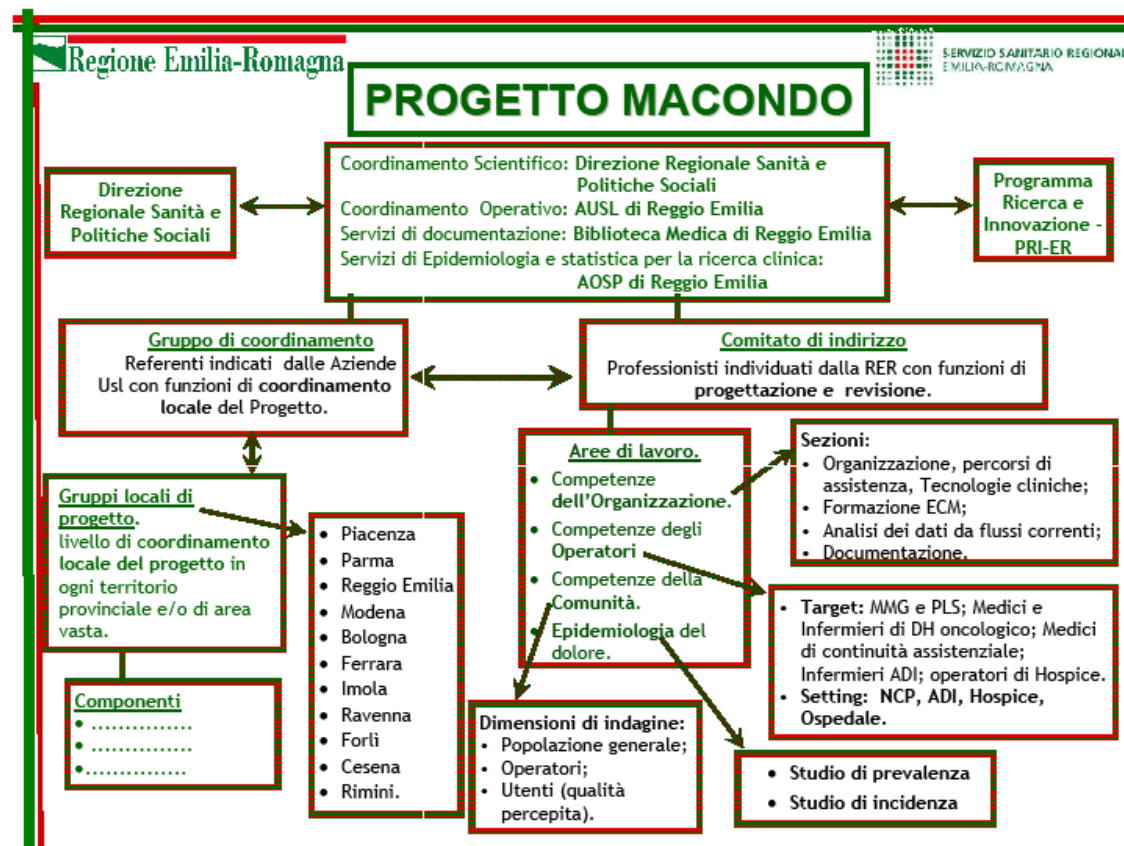 Regione Emilia-Romagna
SERVIZIO SANITARIO REGIONAL
EMILIA-ROMAGNA
PROGETTO MACONDO
Direzione
Regionale Sanità e
Politiche Sociali
Coordinamento Scientifico: Direzione Regionale Sanità e
Politiche Sociali
Coordinamento Operativo: AUSL di Reggio Emilia
Servizi di documentazione: Biblioteca Medica di Reggio Emilia
Servizi di Epidemiologia e statistica per la ricerca clinica:
AOSP di Reggio Emilia
Programma
Ricerca e
Innovazione -
PRI-ER
Gruppo di coordinamento
Referenti indicati dalle Aziende
Usl con funzioni di coordinamento
locale del Progetto.
Comitato di indirizzo
Professionisti individuati dalla RER con funzioni di
progettazione e revisione.
Gruppi locali di
progetto.
livello di coordinamento
locale del progetto in
ogni territorio
provinciale e/o di area
vasta.
Componenti
• ...............
• ...............
• ...............
• Piacenza
• Parma
• Reggio Emilia
• Modena
• Bologna
• Ferrara
• Imola
• Ravenna
• Forlì
• Cesena
• Rimini.
Aree di lavoro.
• Competenze
dell'Organizzazione.
• Competenze degli
Operatori
• Competenze della
Comunità.
• Epidemiologia del
dolore.
Sezioni:
• Organizzazione, percorsi di
assistenza, Tecnologie cliniche;
• Formazione ECM;
• Analisi dei dati da flussi correnti;
• Documentazione.
• Target: MMG e PLS; Medici e
Infermieri di DH oncologico; Medici
di continuità assistenziale;
Infermieri ADI; operatori di Hospice.
• Setting: NCP, ADI, Hospice,
Ospedale.
Dimensioni di indagine:
• Popolazione generale;
• Operatori;
• Utenti (qualità
percepita).
• Studio di prevalenza
• Studio di incidenza